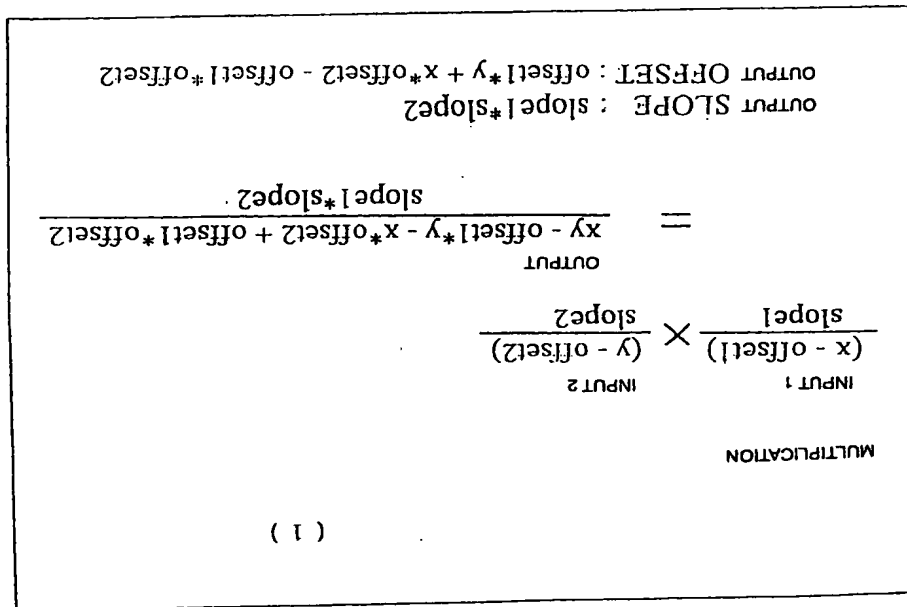 ( 1 )
MULTIPLICATION
INPUT 1 INPUT 2
(x - offset1) / slope1 × (y - offset2) / slope2
OUTPUT
= xy - offset1*y - x*offset2 + offset1*offset2 / slope1*slope2
OUTPUT SLOPE : slope1*slope2
OUTPUT OFFSET : offset1*y + x*offset2 - offset1*offset2